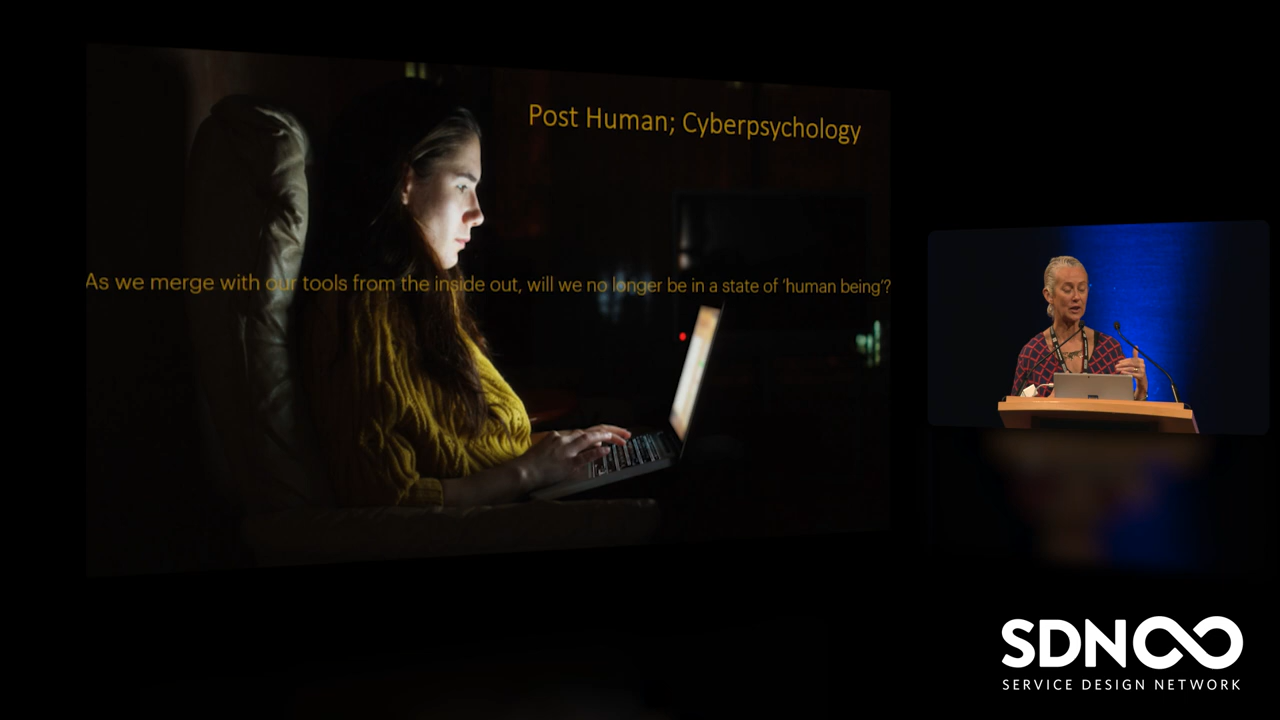 Post Human; Cyberpsychology
As we merge with our tools from the inside out, will we no longer be in a state of 'human being'?
SDN
SERVICE DESIGN NETWORK